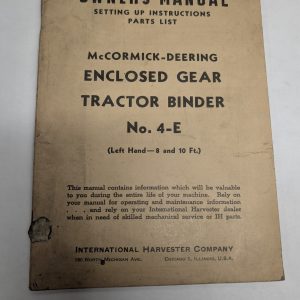 OWNERS MANUAL
SETTING UP INSTRUCTIONS
PARTS LIST
McCORMICK-DEERING
ENCLOSED GEAR
TRACTOR BINDER
No. 4-E
(Left Hand—8 and 10 Ft.)
This manual contains information which will be valuable
to you during the entire life of your machine. Rely on
your manual for operating and maintenance information
. . . . and rely on your International Harvester dealer
when in need of skilled mechanical service or IH parts.
INTERNATIONAL HARVESTER COMPANY
180 North Michigan Ave. Chicago 1, Illinois, U.S.A.